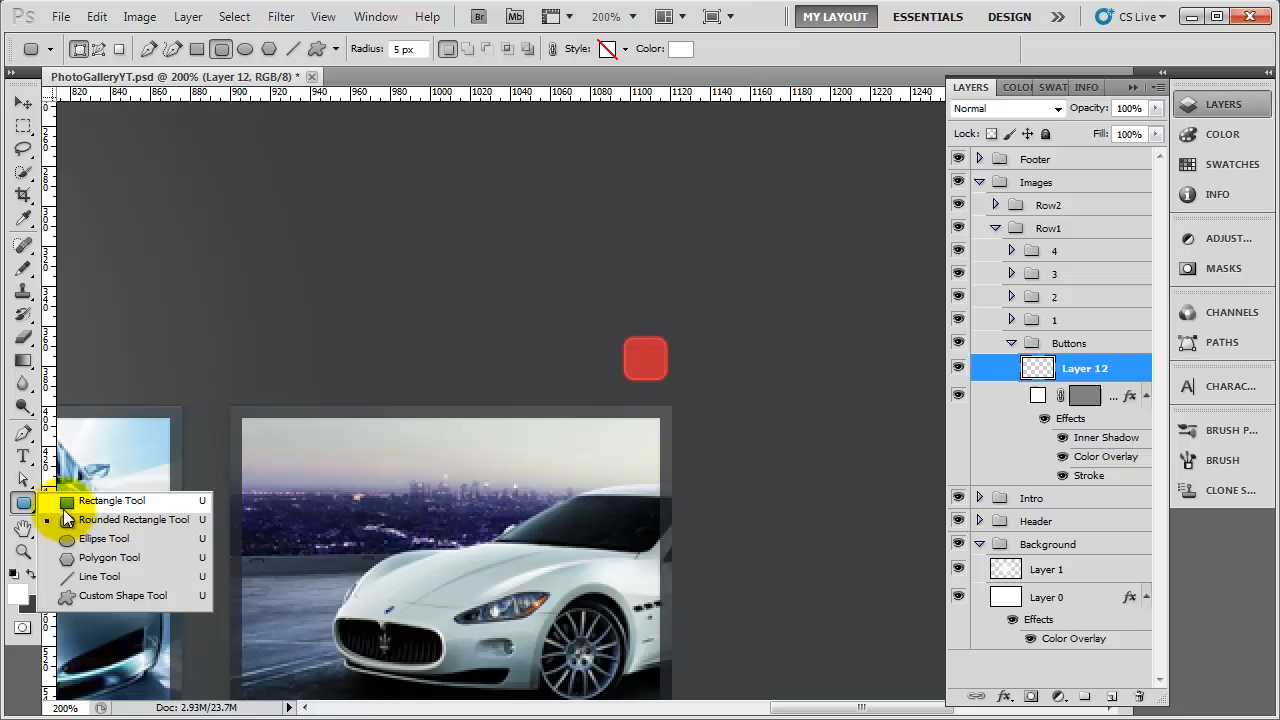 Ps File Edit Image Layer Select Filter Analysis 3D View Window Help Br Mb 200% MY LAYOUT ESSENTIALS DESIGN CS Live
Radius: 5 px Style: Color:
PhotoGalleryYT.psd @ 200% (Layer 12, RGB/8) *
820 840 860 880 900 920 940 960 980 1000 1020 1040 1060 1080 1100 1120 1140 1160 1180 1200 1220 1240
LAYERS SWAT INFO
Normal Opacity: 100%
Lock: Fill: 100%
Footer
Images
Row2
Row1
4
3
2
1
Buttons
Layer 12
... fx
Effects
Inner Shadow
Color Overlay
Stroke
Intro
Header
Background
Layer 1
Layer 0 fx
Effects
Color Overlay
LAYERS
COLOR
SWATCHES
INFO
ADJUST...
MASKS
CHANNELS
PATHS
CHARAC...
BRUSH P...
BRUSH
CLONE S...
Rectangle Tool U
Rounded Rectangle Tool U
Ellipse Tool U
Polygon Tool U
Line Tool U
Custom Shape Tool U
200% Doc: 2.93M/23.7M